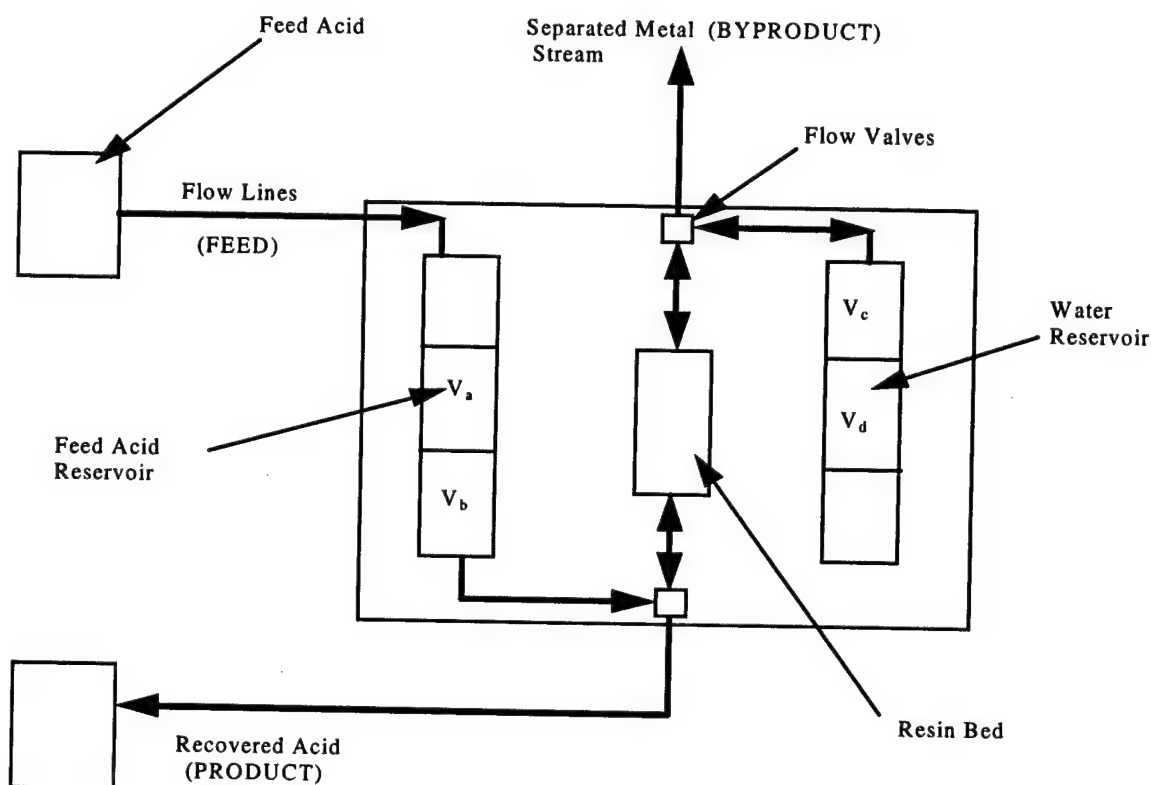 Feed Acid
Separated Metal (BYPRODUCT)
Stream
Flow Valves
Flow Lines
(FEED)
Vc
Water
Reservoir
Va
Vd
Feed Acid
Reservoir
Vb
Resin Bed
Recovered Acid
(PRODUCT)